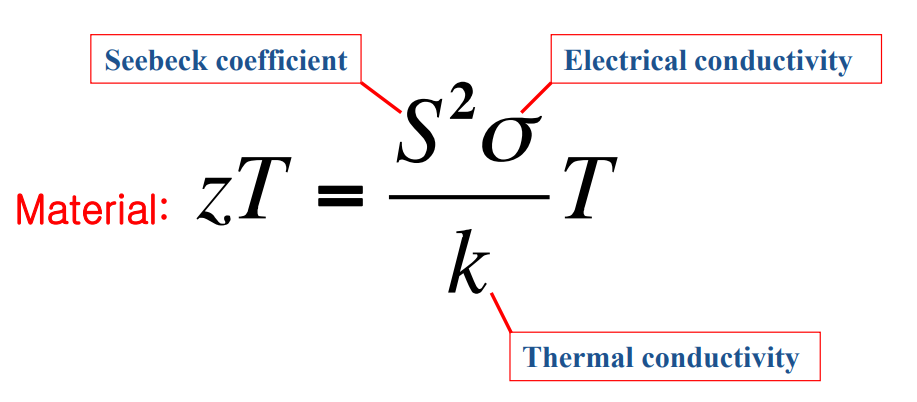 Seebeck coefficient
Electrical conductivity
Material: zT = S²σ/k T
Thermal conductivity